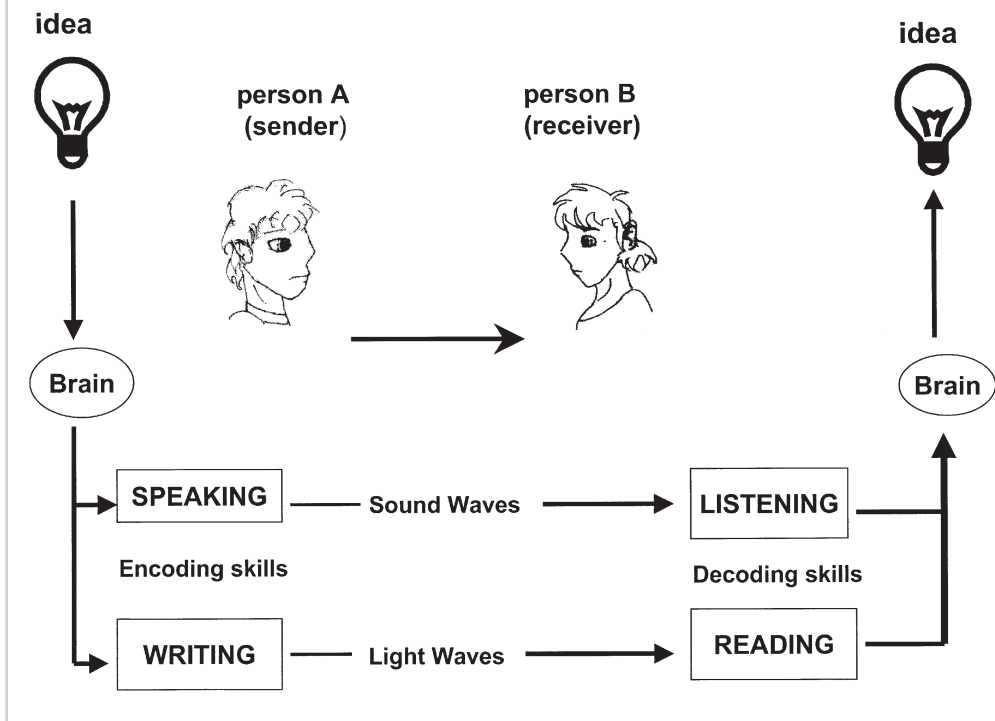 idea
idea
person A
(sender)
person B
(receiver)
Brain
Brain
SPEAKING
Sound Waves
LISTENING
Encoding skills
Decoding skills
WRITING
Light Waves
READING